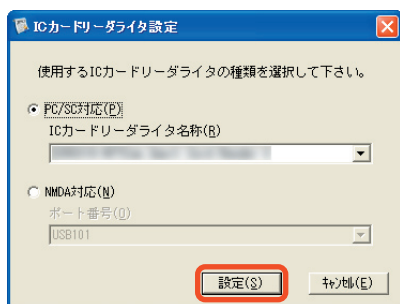 ICカードリーダライタ設定
使用するICカードリーダライタの種類を選択して下さい。
PC/SC対応(P)
ICカードリーダライタ名称(R)
NMDA対応(N)
ポート番号(O)
USB101
設定(S)
ｷｬﾝｾﾙ(E)